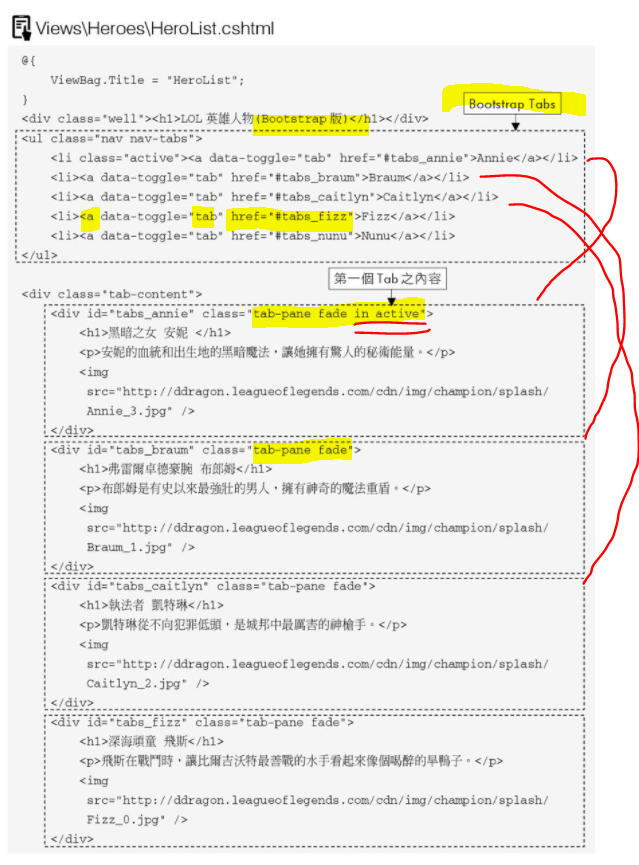 Views\Heroes\HeroList.cshtml
@{
ViewBag.Title = "HeroList";
}
Bootstrap Tabs
<div class="well"><h1>LOL 英雄人物(Bootstrap 版)</h1></div>
<ul class="nav nav-tabs">
<li class="active"><a data-toggle="tab" href="#tabs_annie">Annie</a></li>
<li><a data-toggle="tab" href="#tabs_braum">Braum</a></li>
<li><a data-toggle="tab" href="#tabs_caitlyn">Caitlyn</a></li>
<li><a data-toggle="tab" href="#tabs_fizz">Fizz</a></li>
<li><a data-toggle="tab" href="#tabs_nunu">Nunu</a></li>
</ul>
第一個 Tab 之內容
<div class="tab-content">
<div id="tabs_annie" class="tab-pane fade in active">
<h1>黑暗之女 安妮 </h1>
<p>安妮的血統和出生地的黑暗魔法，讓她擁有驚人的秘術能量。</p>
<img
src="http://ddragon.leagueoflegends.com/cdn/img/champion/splash/
Annie_3.jpg" />
</div>
<div id="tabs_braum" class="tab-pane fade">
<h1>弗雷爾卓德豪腕 布郎姆</h1>
<p>布郎姆是有史以來最強壯的男人，擁有神奇的魔法重盾。</p>
<img
src="http://ddragon.leagueoflegends.com/cdn/img/champion/splash/
Braum_1.jpg" />
</div>
<div id="tabs_caitlyn" class="tab-pane fade">
<h1>執法者 凱特琳</h1>
<p>凱特琳從不向犯罪低頭，是城邦中最厲害的神槍手。</p>
<img
src="http://ddragon.leagueoflegends.com/cdn/img/champion/splash/
Caitlyn_2.jpg" />
</div>
<div id="tabs_fizz" class="tab-pane fade">
<h1>深海頑童 飛斯</h1>
<p>飛斯在戰鬥時，讓比爾吉沃特最善戰的水手看起來像個喝醉的旱鴨子。</p>
<img
src="http://ddragon.leagueoflegends.com/cdn/img/champion/splash/
Fizz_0.jpg" />
</div>